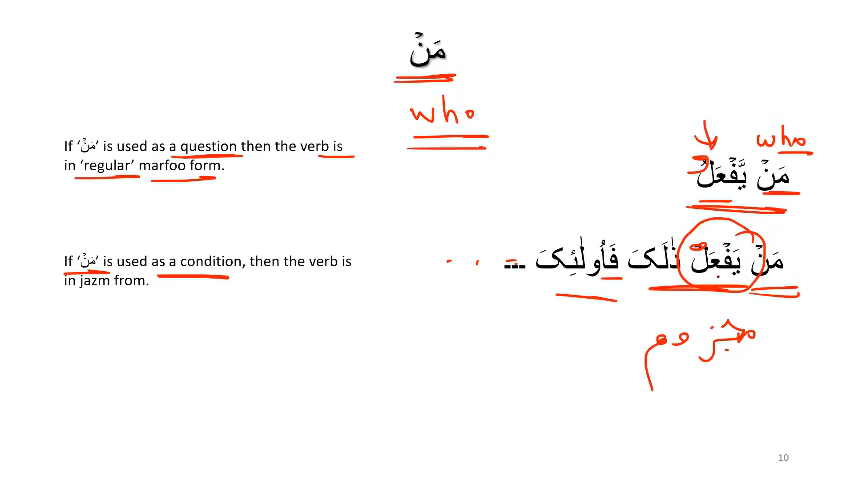 مَنۡ
who
If ‘مَنۡ’ is used as a question then the verb is
in ‘regular’ marfoo form.
who
مَنۡ يَّفۡعَلُ
If ‘مَنۡ’ is used as a condition, then the verb is
in jazm from.
مَنۡ يَفۡعَلۡ ذٰلَکَ فَأُولٰئِکَ ---
مجزوم
10